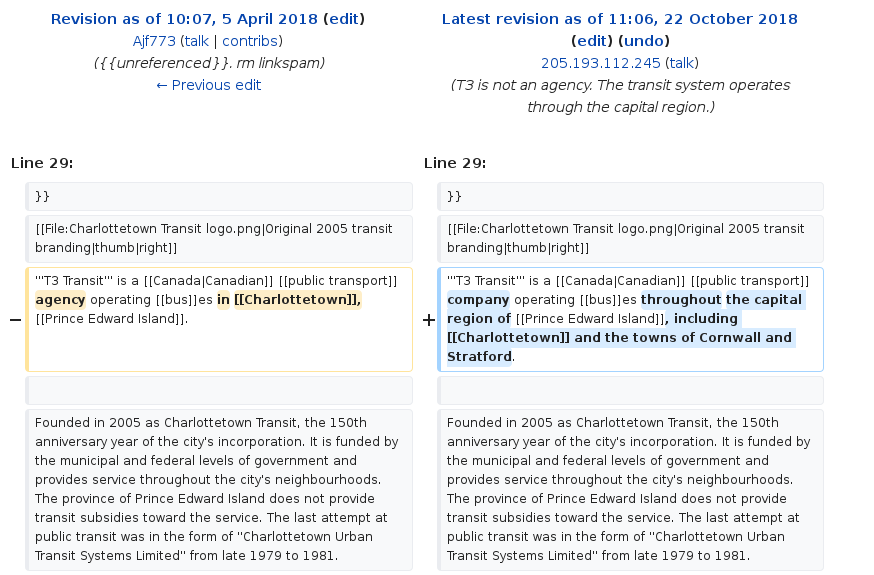 Revision as of 10:07, 5 April 2018 (edit)
Ajf773 (talk | contribs)
({{unreferenced}}. rm linkspam)
← Previous edit
Latest revision as of 11:06, 22 October 2018
(edit) (undo)
205.193.112.245 (talk)
(T3 is not an agency. The transit system operates
through the capital region.)
Line 29:
Line 29:
}}
}}
[[File:Charlottetown Transit logo.png|Original 2005 transit
branding|thumb|right]]
[[File:Charlottetown Transit logo.png|Original 2005 transit
branding|thumb|right]]
−
'''T3 Transit''' is a [[Canada|Canadian]] [[public transport]]
agency operating [[bus]]es in [[Charlottetown]],
[[Prince Edward Island]].
+
'''T3 Transit''' is a [[Canada|Canadian]] [[public transport]]
company operating [[bus]]es throughout the capital
region of [[Prince Edward Island]], including
[[Charlottetown]] and the towns of Cornwall and
Stratford.
Founded in 2005 as Charlottetown Transit, the 150th
anniversary year of the city's incorporation. It is funded by
the municipal and federal levels of government and
provides service throughout the city's neighbourhoods.
The province of Prince Edward Island does not provide
transit subsidies toward the service. The last attempt at
public transit was in the form of "Charlottetown Urban
Transit Systems Limited" from late 1979 to 1981.
Founded in 2005 as Charlottetown Transit, the 150th
anniversary year of the city's incorporation. It is funded by
the municipal and federal levels of government and
provides service throughout the city's neighbourhoods.
The province of Prince Edward Island does not provide
transit subsidies toward the service. The last attempt at
public transit was in the form of "Charlottetown Urban
Transit Systems Limited" from late 1979 to 1981.